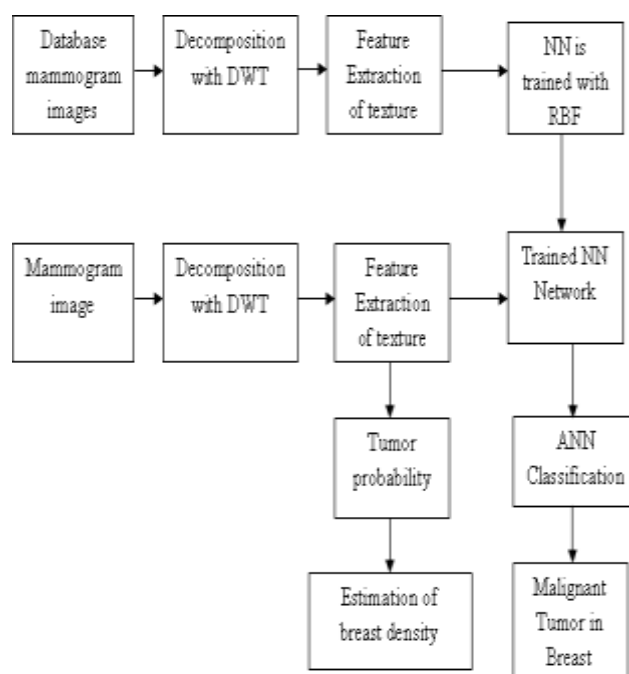 Database
mammogram
images
Decomposition
with DWT
Feature
Extraction
of texture
NN is
trained with
RBF
Mammogram
image
Decomposition
with DWT
Feature
Extraction
of texture
Trained NN
Network
Tumor
probability
ANN
Classification
Estimation of
breast density
Malignant
Tumor in
Breast